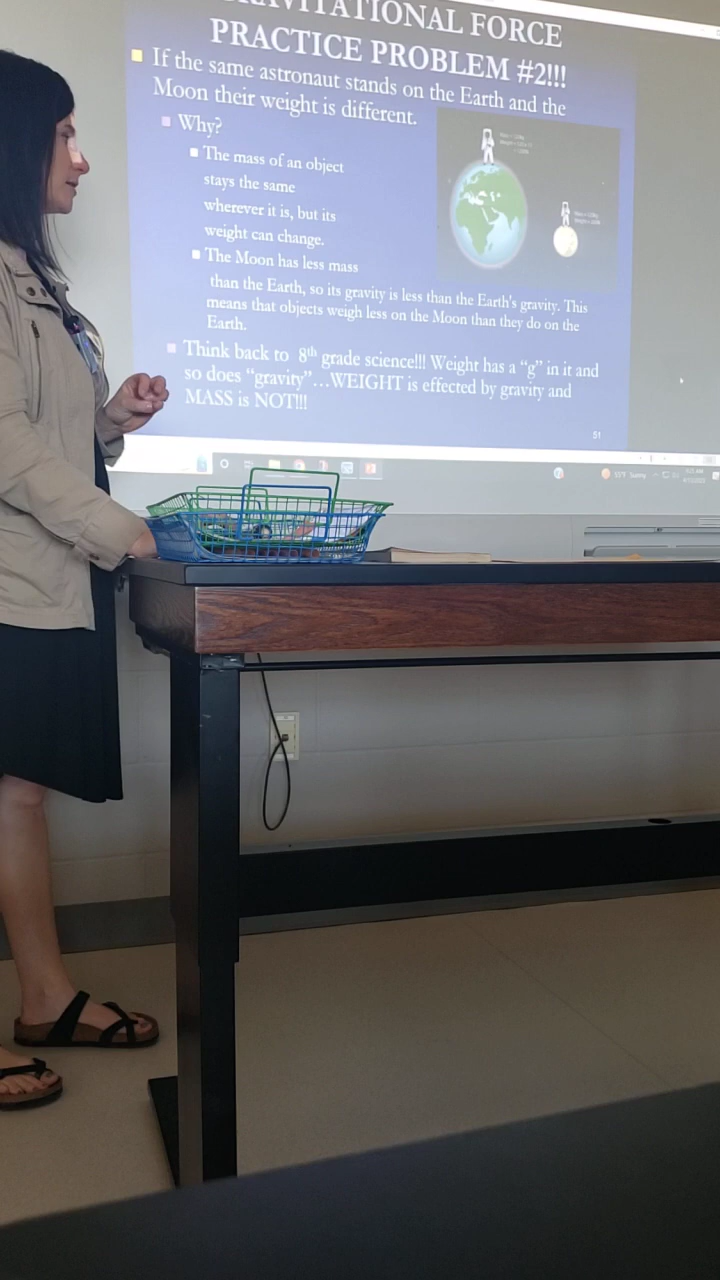 GRAVITATIONAL FORCE
PRACTICE PROBLEM #2!!!
If the same astronaut stands on the Earth and the
Moon their weight is different.
Why?
The mass of an object
stays the same
wherever it is, but its
weight can change.
The Moon has less mass
than the Earth, so its gravity is less than the Earth's gravity. This
means that objects weigh less on the Moon than they do on the
Earth.
Think back to 8th grade science!!! Weight has a “g” in it and
so does “gravity”…WEIGHT is effected by gravity and
MASS is NOT!!!
51